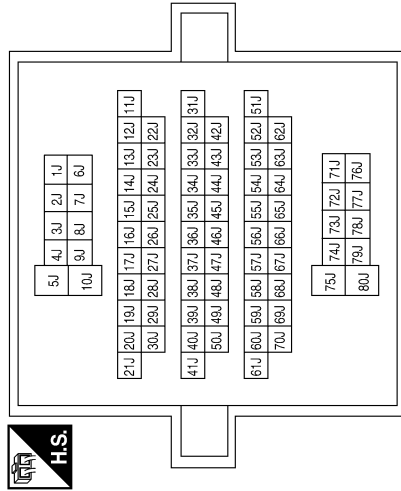 H.S.
5J 4J 3J 2J 1J
10J 9J 8J 7J 6J
21J 20J 19J 18J 17J 16J 15J 14J 13J 12J 11J
30J 29J 28J 27J 26J 25J 24J 23J 22J
41J 40J 39J 38J 37J 36J 35J 34J 33J 32J 31J
50J 49J 48J 47J 46J 45J 44J 43J 42J
61J 60J 59J 58J 57J 56J 55J 54J 53J 52J 51J
70J 69J 68J 67J 66J 65J 64J 63J 62J
75J 74J 73J 72J 71J
80J 79J 78J 77J 76J